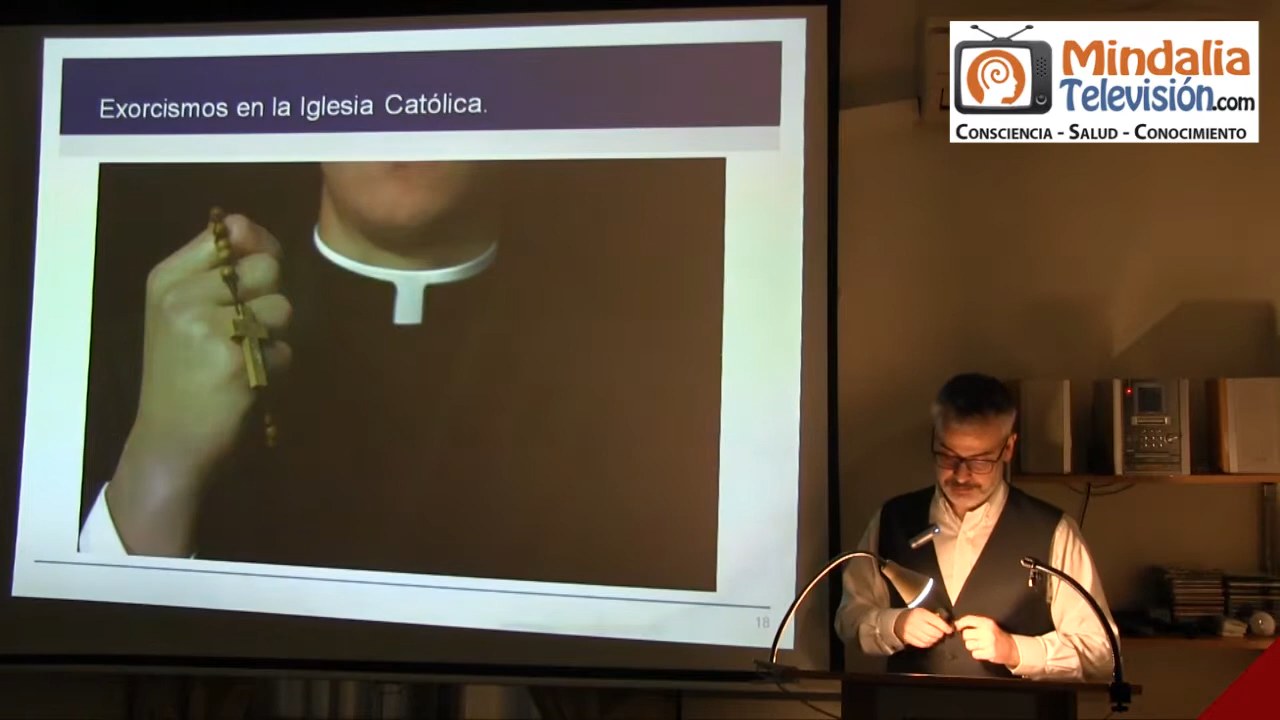 Exorcismos en la Iglesia Católica.
18
Mindalia
Televisión.com
CONSCIENCIA - SALUD - CONOCIMIENTO